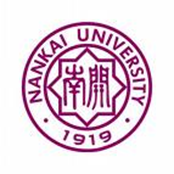 NANKAI UNIVERSITY
南開
· 1919 ·